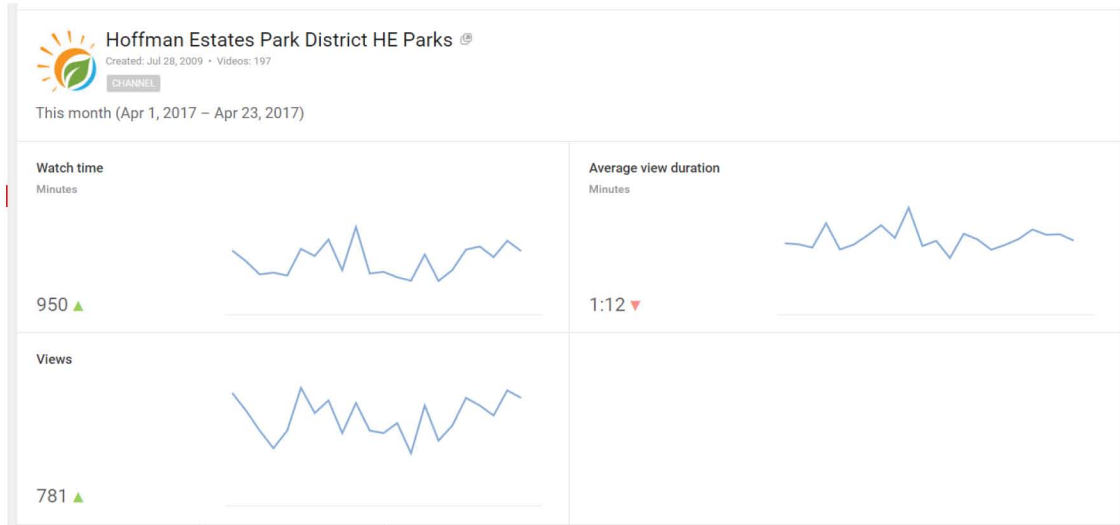 Hoffman Estates Park District HE Parks
Created: Jul 28, 2009 • Videos: 197
CHANNEL
This month (Apr 1, 2017 – Apr 23, 2017)
Watch time
Minutes
950
Average view duration
Minutes
1:12
Views
781